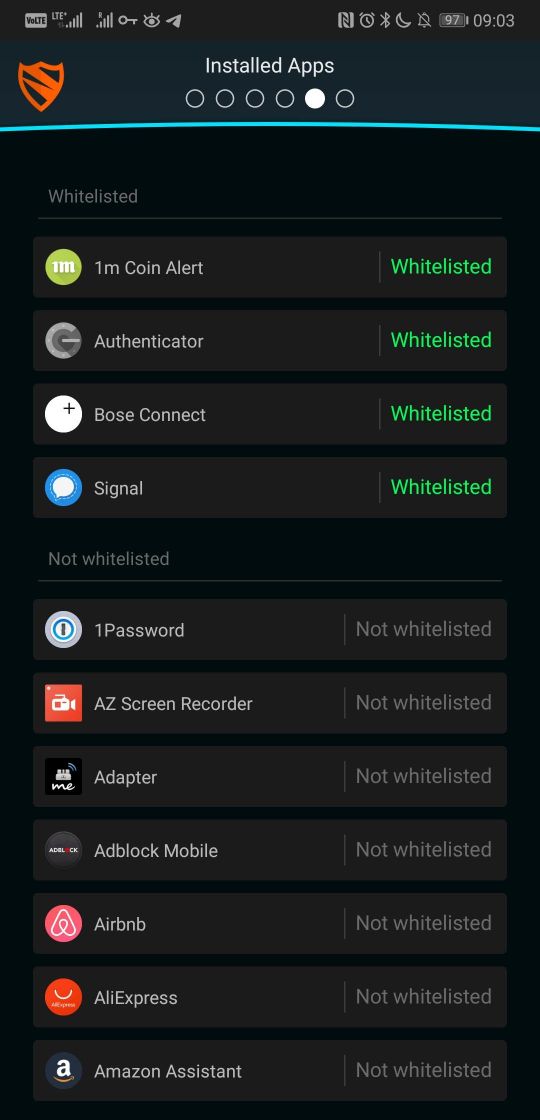 VoLTE LTE+ R 97 09:03
Installed Apps
Whitelisted
1m
1m Coin Alert Whitelisted
Authenticator Whitelisted
Bose Connect Whitelisted
Signal Whitelisted
Not whitelisted
1Password Not whitelisted
AZ Screen Recorder Not whitelisted
me
Adapter Not whitelisted
ADBLOCK
Adblock Mobile Not whitelisted
Airbnb Not whitelisted
AliExpress
AliExpress Not whitelisted
a
Amazon Assistant Not whitelisted